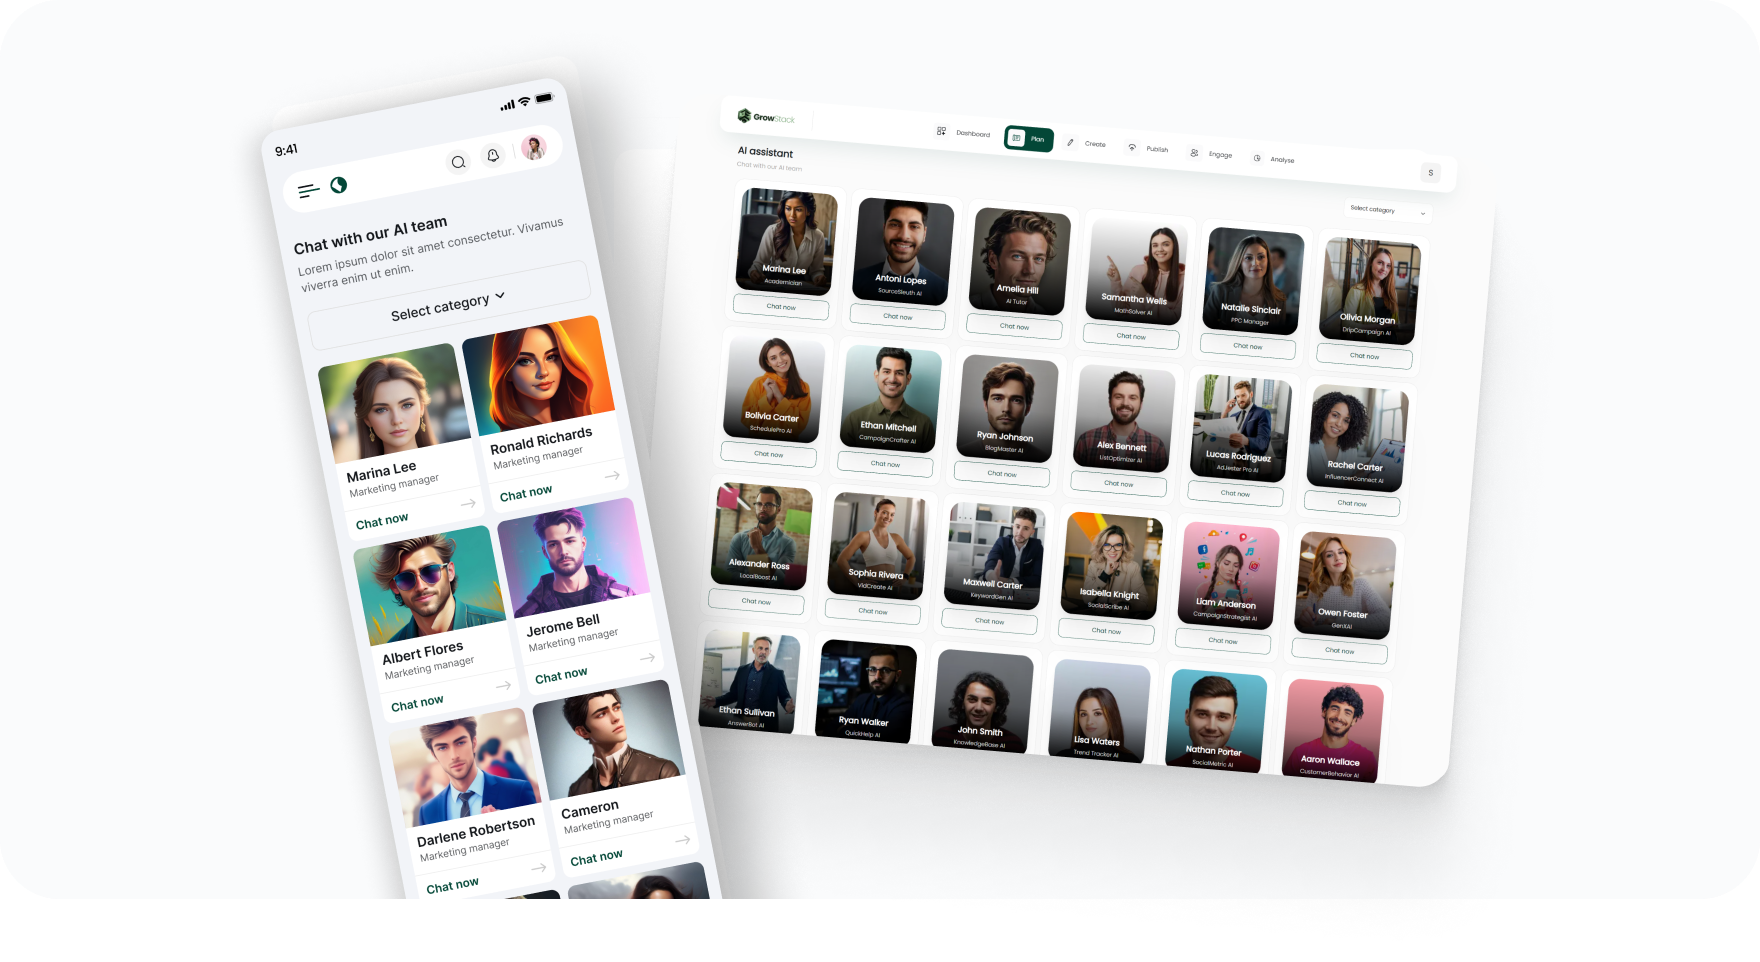 9:41
Chat with our AI team
Lorem ipsum dolor sit amet consectetur. Vivamus
viverra enim ut enim.
Select category
Marina Lee
Marketing manager
Chat now
Ronald Richards
Marketing manager
Chat now
Albert Flores
Marketing manager
Chat now
Jerome Bell
Marketing manager
Chat now
Darlene Robertson
Marketing manager
Chat now
Cameron
Marketing manager
Chat now
GrowStack
Dashboard
Plan
Create
Publish
Engage
Analyse
S
AI assistant
Chat with our AI team
Select category
Marina Lee
Academician
Chat now
Antoni Lopes
SourceSleuth AI
Chat now
Amelia Hill
AI Tutor
Chat now
Samantha Wells
MathSolver AI
Chat now
Natalie Sinclair
PPC Manager
Chat now
Olivia Morgan
DripCampaign AI
Chat now
Bolivia Carter
SchedulePro AI
Chat now
Ethan Mitchell
CampaignCrafter AI
Chat now
Ryan Johnson
BlogMaster AI
Chat now
Alex Bennett
ListOptimizer AI
Chat now
Lucas Rodriguez
AdJester Pro AI
Chat now
Rachel Carter
InfluencerConnect AI
Chat now
Alexander Ross
LocalBoost AI
Chat now
Sophia Rivera
VidCreate AI
Chat now
Maxwell Carter
KeywordGen AI
Chat now
Isabella Knight
SocialScribe AI
Chat now
Liam Anderson
CampaignStrategist AI
Chat now
Owen Foster
GenXAI
Chat now
Ethan Sullivan
AnswerBot AI
Ryan Walker
QuickHelp AI
John Smith
KnowledgeBase AI
Lisa Waters
Trend Tracker AI
Nathan Porter
SocialMetric AI
Aaron Wallace
CustomerBehavior AI